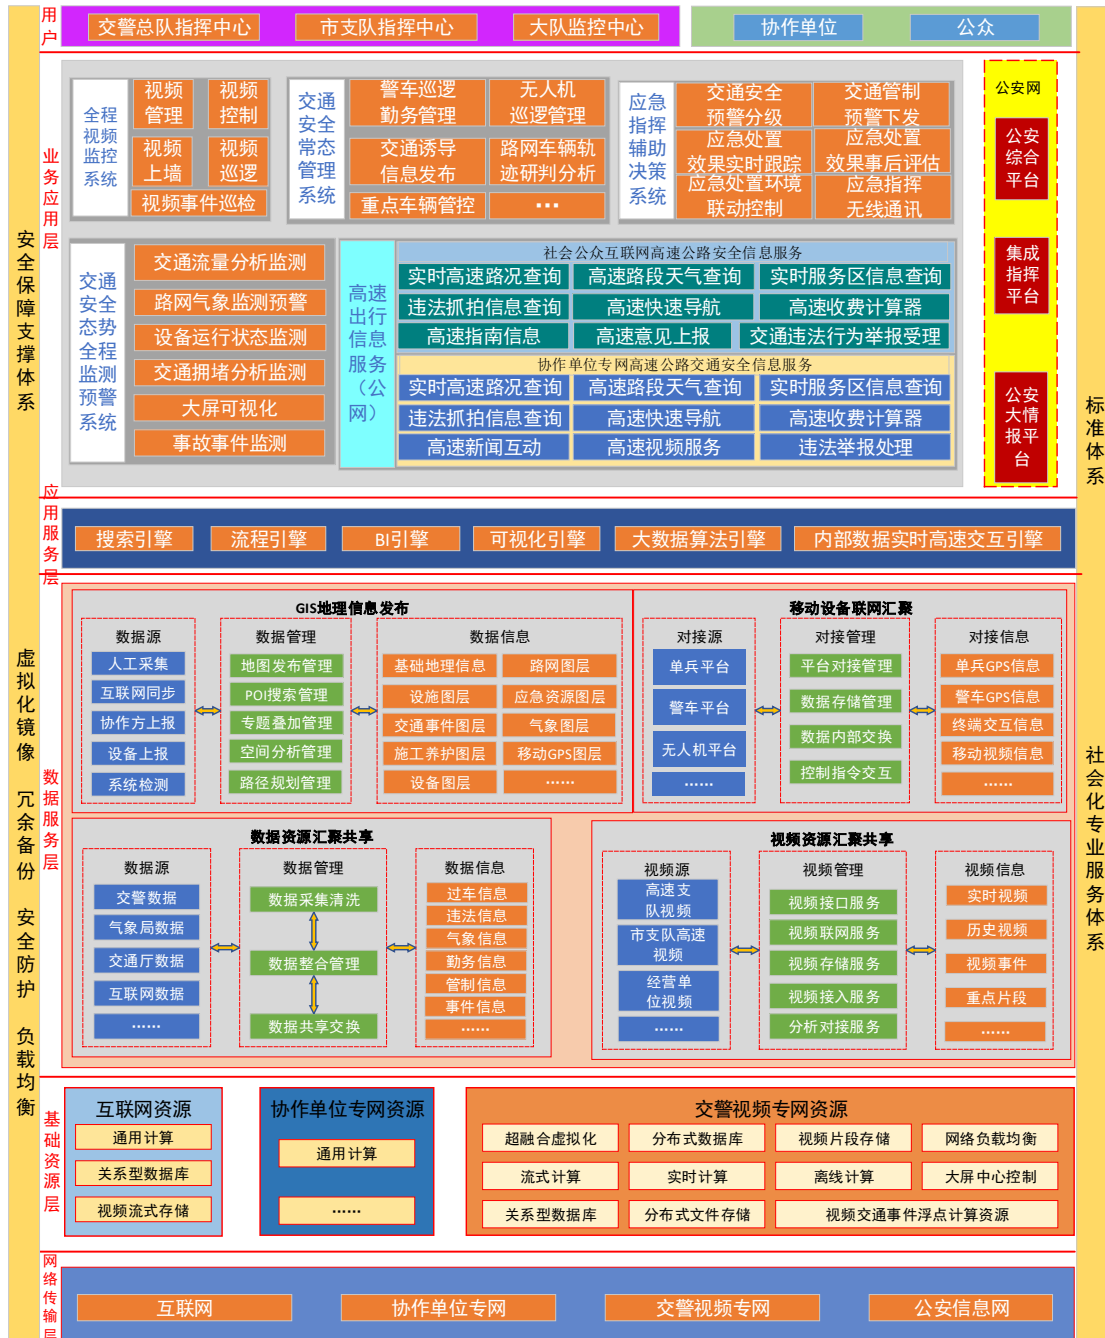 用户
交警总队指挥中心
市支队指挥中心
大队监控中心
协作单位
公众
安全保障支撑体系
虚拟化镜像 冗余备份 安全防护 负载均衡
标准体系
社会化专业服务体系
业务应用层
全程
视频
监控
系统
视频
管理
视频
控制
视频
上墙
视频
巡逻
视频事件巡检
交通
安全
常态
管理
系统
警车巡逻
勤务管理
无人机
巡逻管理
交通诱导
信息发布
路网车辆轨
迹研判分析
重点车辆管控
...
应急
指挥
辅助
决策
系统
交通安全
预警分级
交通管制
预警下发
应急处置
效果实时跟踪
应急处置
效果事后评估
应急处置环境
联动控制
应急指挥
无线通讯
公安网
公安
综合
平台
集成
指挥
平台
公安
大情
报平
台
交通
安全
态势
全程
监测
预警
系统
交通流量分析监测
路网气象监测预警
设备运行状态监测
交通拥堵分析监测
大屏可视化
事故事件监测
高速
出行
信息
服务
（公
网）
社会公众互联网高速公路安全信息服务
实时高速路况查询
高速路段天气查询
实时服务区信息查询
违法抓拍信息查询
高速快速导航
高速收费计算器
高速指南信息
高速意见上报
交通违法行为举报受理
协作单位专网高速公路交通安全信息服务
实时高速路况查询
高速路段天气查询
实时服务区信息查询
违法抓拍信息查询
高速快速导航
高速收费计算器
高速新闻互动
高速视频服务
违法举报处理
应用服务层
搜索引擎
流程引擎
BI引擎
可视化引擎
大数据算法引擎
内部数据实时高速交互引擎
数据服务层
GIS地理信息发布
数据源
人工采集
互联网同步
协作方上报
设备上报
系统检测
数据管理
地图发布管理
POI搜索管理
专题叠加管理
空间分析管理
路径规划管理
数据信息
基础地理信息
路网图层
设施图层
应急资源图层
交通事件图层
气象图层
施工养护图层
移动GPS图层
设备图层
......
移动设备联网汇聚
对接源
单兵平台
警车平台
无人机平台
......
对接管理
平台对接管理
数据存储管理
数据内部交换
控制指令交互
对接信息
单兵GPS信息
警车GPS信息
终端交互信息
移动视频信息
......
数据资源汇聚共享
数据源
交警数据
气象局数据
交通厅数据
互联网数据
......
数据管理
数据采集清洗
数据整合管理
数据共享交换
数据信息
过车信息
违法信息
气象信息
勤务信息
管制信息
事件信息
......
视频资源汇聚共享
视频源
高速支
队视频
市支队高速
视频
经营单
位视频
......
视频管理
视频接口服务
视频联网服务
视频存储服务
视频接入服务
分析对接服务
视频信息
实时视频
历史视频
视频事件
重点片段
......
基础资源层
互联网资源
通用计算
关系型数据库
视频流式存储
协作单位专网资源
通用计算
......
交警视频专网资源
超融合虚拟化
分布式数据库
视频片段存储
网络负载均衡
流式计算
实时计算
离线计算
大屏中心控制
关系型数据库
分布式文件存储
视频交通事件浮点计算资源
网络传输层
互联网
协作单位专网
交警视频专网
公安信息网